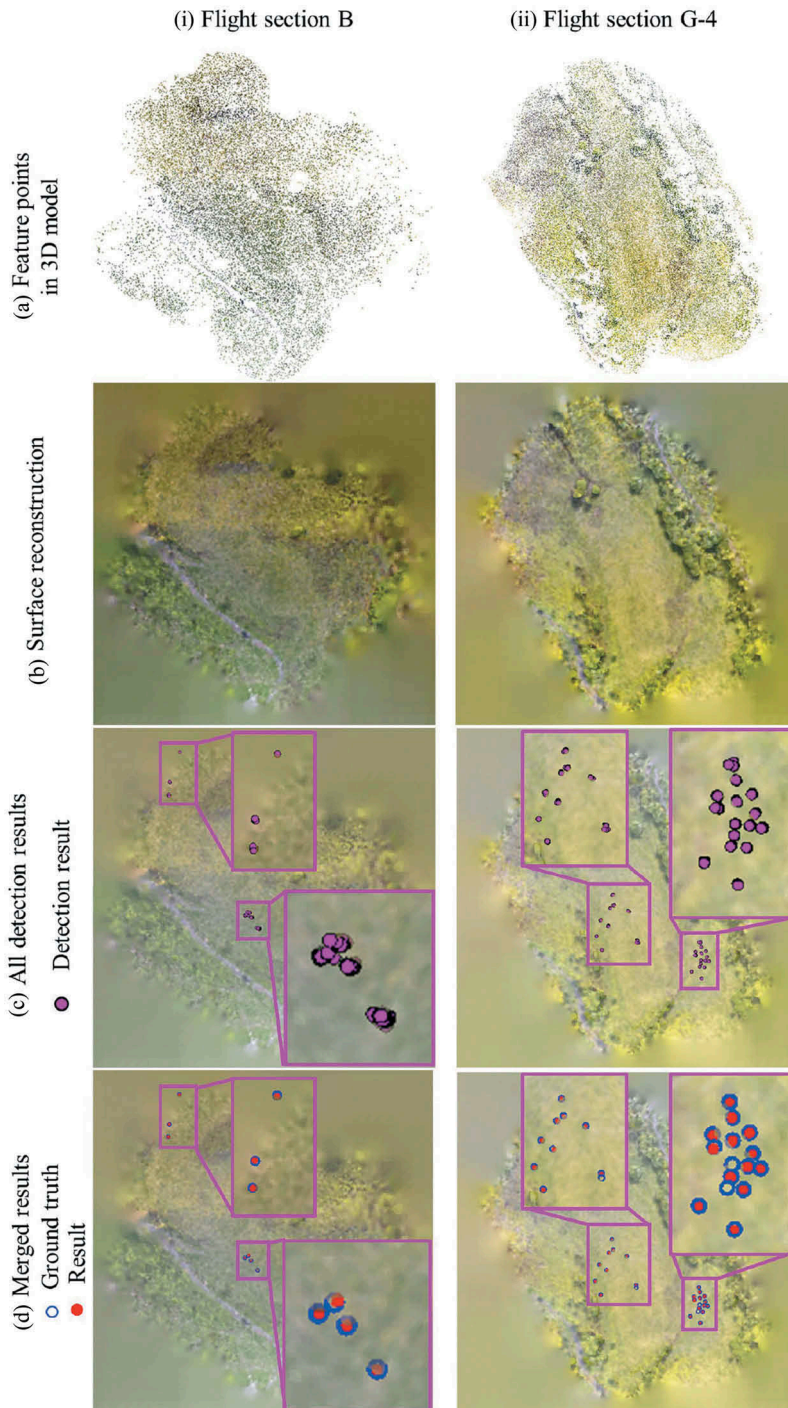 (i) Flight section B
(ii) Flight section G-4
(a) Feature points
in 3D model
(b) Surface reconstruction
(c) All detection results
Detection result
(d) Merged results
Ground truth
Result